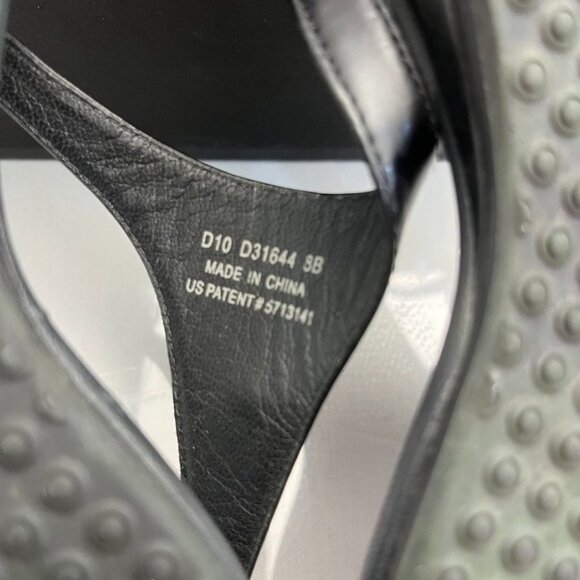 D10 D31644 8B
MADE IN CHINA
US PATENT# 5713141